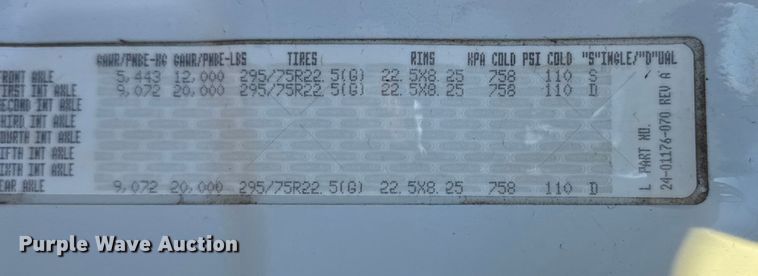 GAWR/PNBE-KG GAWR/PNBE-LBS TIRES RIMS KPA COLD PSI COLD "S"INGLE/"D"UAL
FRONT AXLE 5,443 12,000 295/75R22.5(G) 22.5X8.25 758 110 S
FIRST INT AXLE 9,072 20,000 295/75R22.5(G) 22.5X8.25 758 110 D
SECOND INT AXLE
THIRD INT AXLE
FOURTH INT AXLE
FIFTH INT AXLE
SIXTH INT AXLE
REAR AXLE 9,072 20,000 295/75R22.5(G) 22.5X8.25 758 110 D
L PART NO.
24-01176-070 REV A
Purple Wave Auction